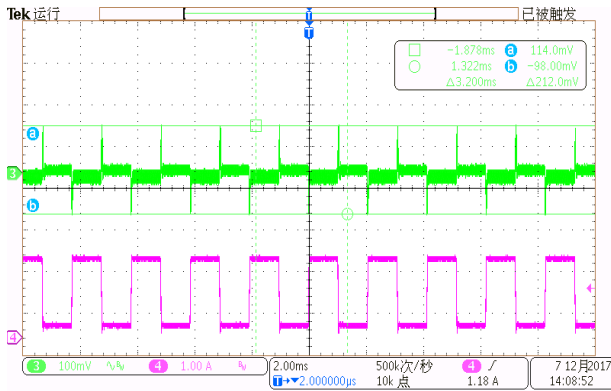 Tek 运行 已被触发
T
T
-1.878ms a 114.0mV
1.322ms b -98.00mV
Δ3.200ms Δ212.0mV
a
3
b
4
3 100mV 4 1.00 A 2.00ms 500k次/秒 4 7 12月2017
T→▼2.000000µs 10k 点 1.18 A 14:08:52